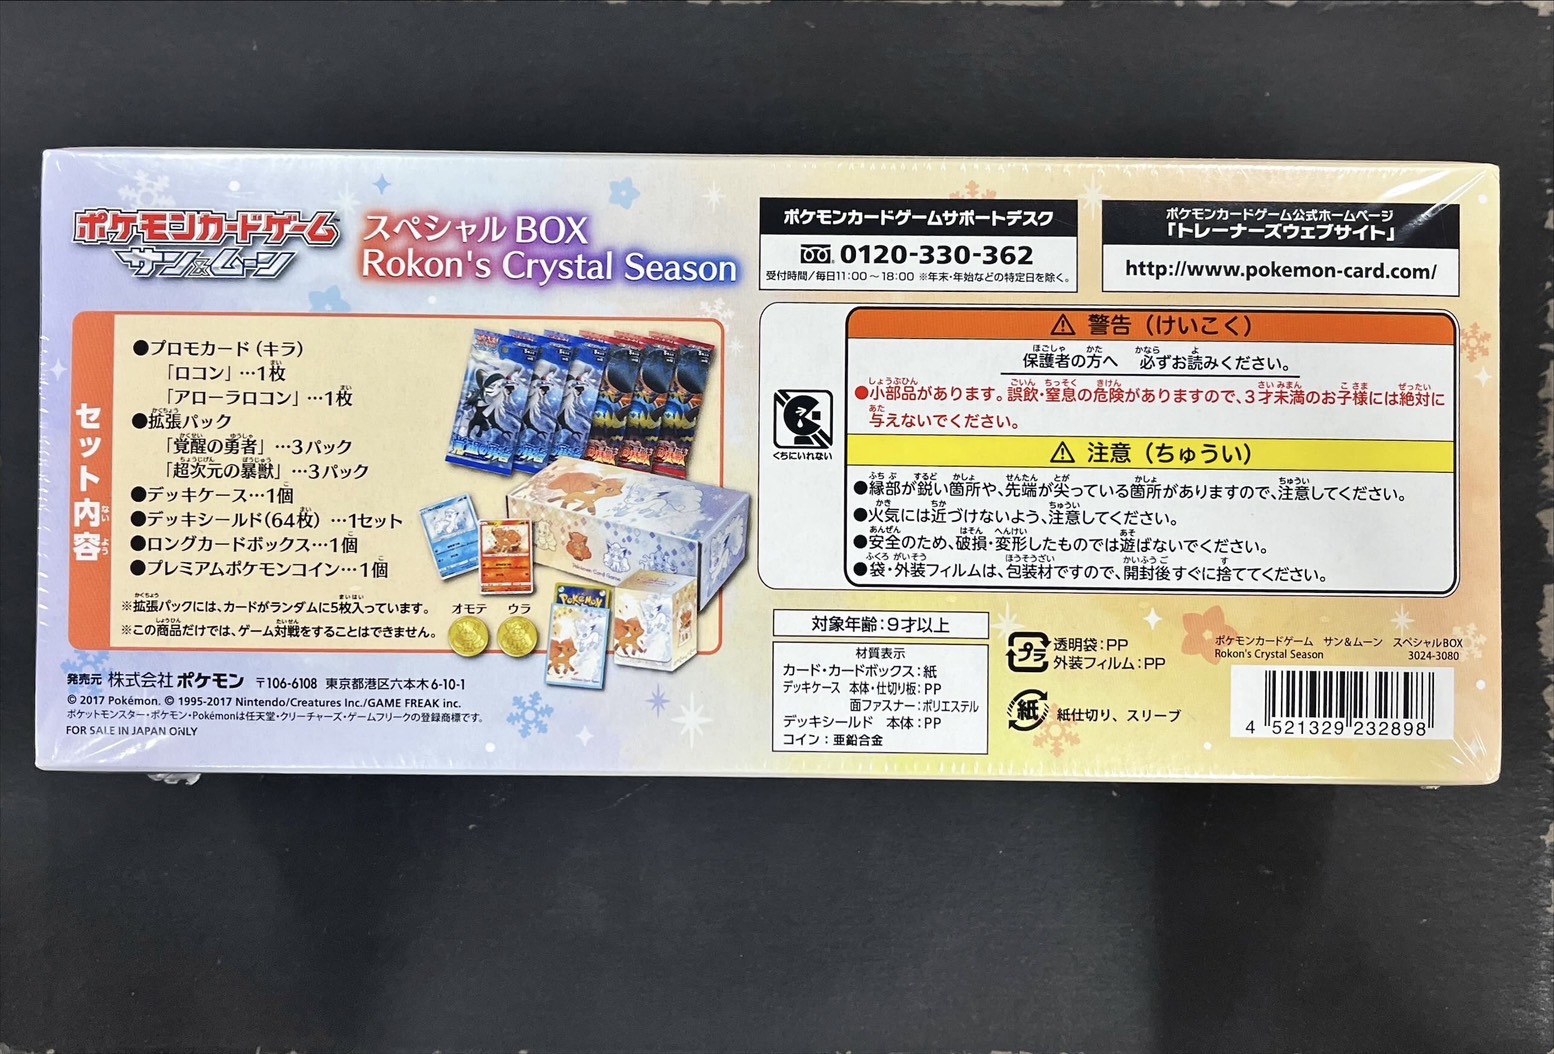 ポケモンカードゲーム
サン&ムーン
スペシャルBOX
Rokon's Crystal Season
セット内容
●プロモカード(キラ)
「ロコン」…1枚
「アローラロコン」…1枚
●拡張パック
「覚醒の勇者」…3パック
「超次元の暴獣」…3パック
●デッキケース…1個
●デッキシールド(64枚)…1セット
●ロングカードボックス…1個
●プレミアムポケモンコイン…1個
※拡張パックには、カードがランダムに5枚入っています。
※この商品だけでは、ゲーム対戦をすることはできません。
オモテ ウラ
POKéMON
発売元 株式会社ポケモン 〒106-6108 東京都港区六本木6-10-1
© 2017 Pokémon. © 1995-2017 Nintendo/Creatures Inc./GAME FREAK inc.
ポケットモンスター・ポケモン・Pokémonは任天堂・クリーチャーズ・ゲームフリークの登録商標です。
FOR SALE IN JAPAN ONLY
ポケモンカードゲームサポートデスク
0120-330-362
受付時間/毎日11:00～18:00 ※年末・年始などの特定日を除く。
ポケモンカードゲーム公式ホームページ
「トレーナーズウェブサイト」
http://www.pokemon-card.com/
くちにいれない
警告(けいこく)
保護者の方へ 必ずお読みください。
●小部品があります。誤飲・窒息の危険がありますので、3才未満のお子様には絶対に
与えないでください。
注意(ちゅうい)
●縁部が鋭い箇所や、先端が尖っている箇所がありますので、注意してください。
●火気には近づけないよう、注意してください。
●安全のため、破損・変形したものでは遊ばないでください。
●袋・外装フィルムは、包装材ですので、開封後すぐに捨ててください。
対象年齢:9才以上
材質表示
カード・カードボックス:紙
デッキケース 本体・仕切り板:PP
面ファスナー:ポリエステル
デッキシールド 本体:PP
コイン:亜鉛合金
プラ
透明袋:PP
外装フィルム:PP
紙
紙仕切り、スリーブ
ポケモンカードゲーム サン&ムーン スペシャルBOX
Rokon's Crystal Season 3024-3080
4 521329 232898